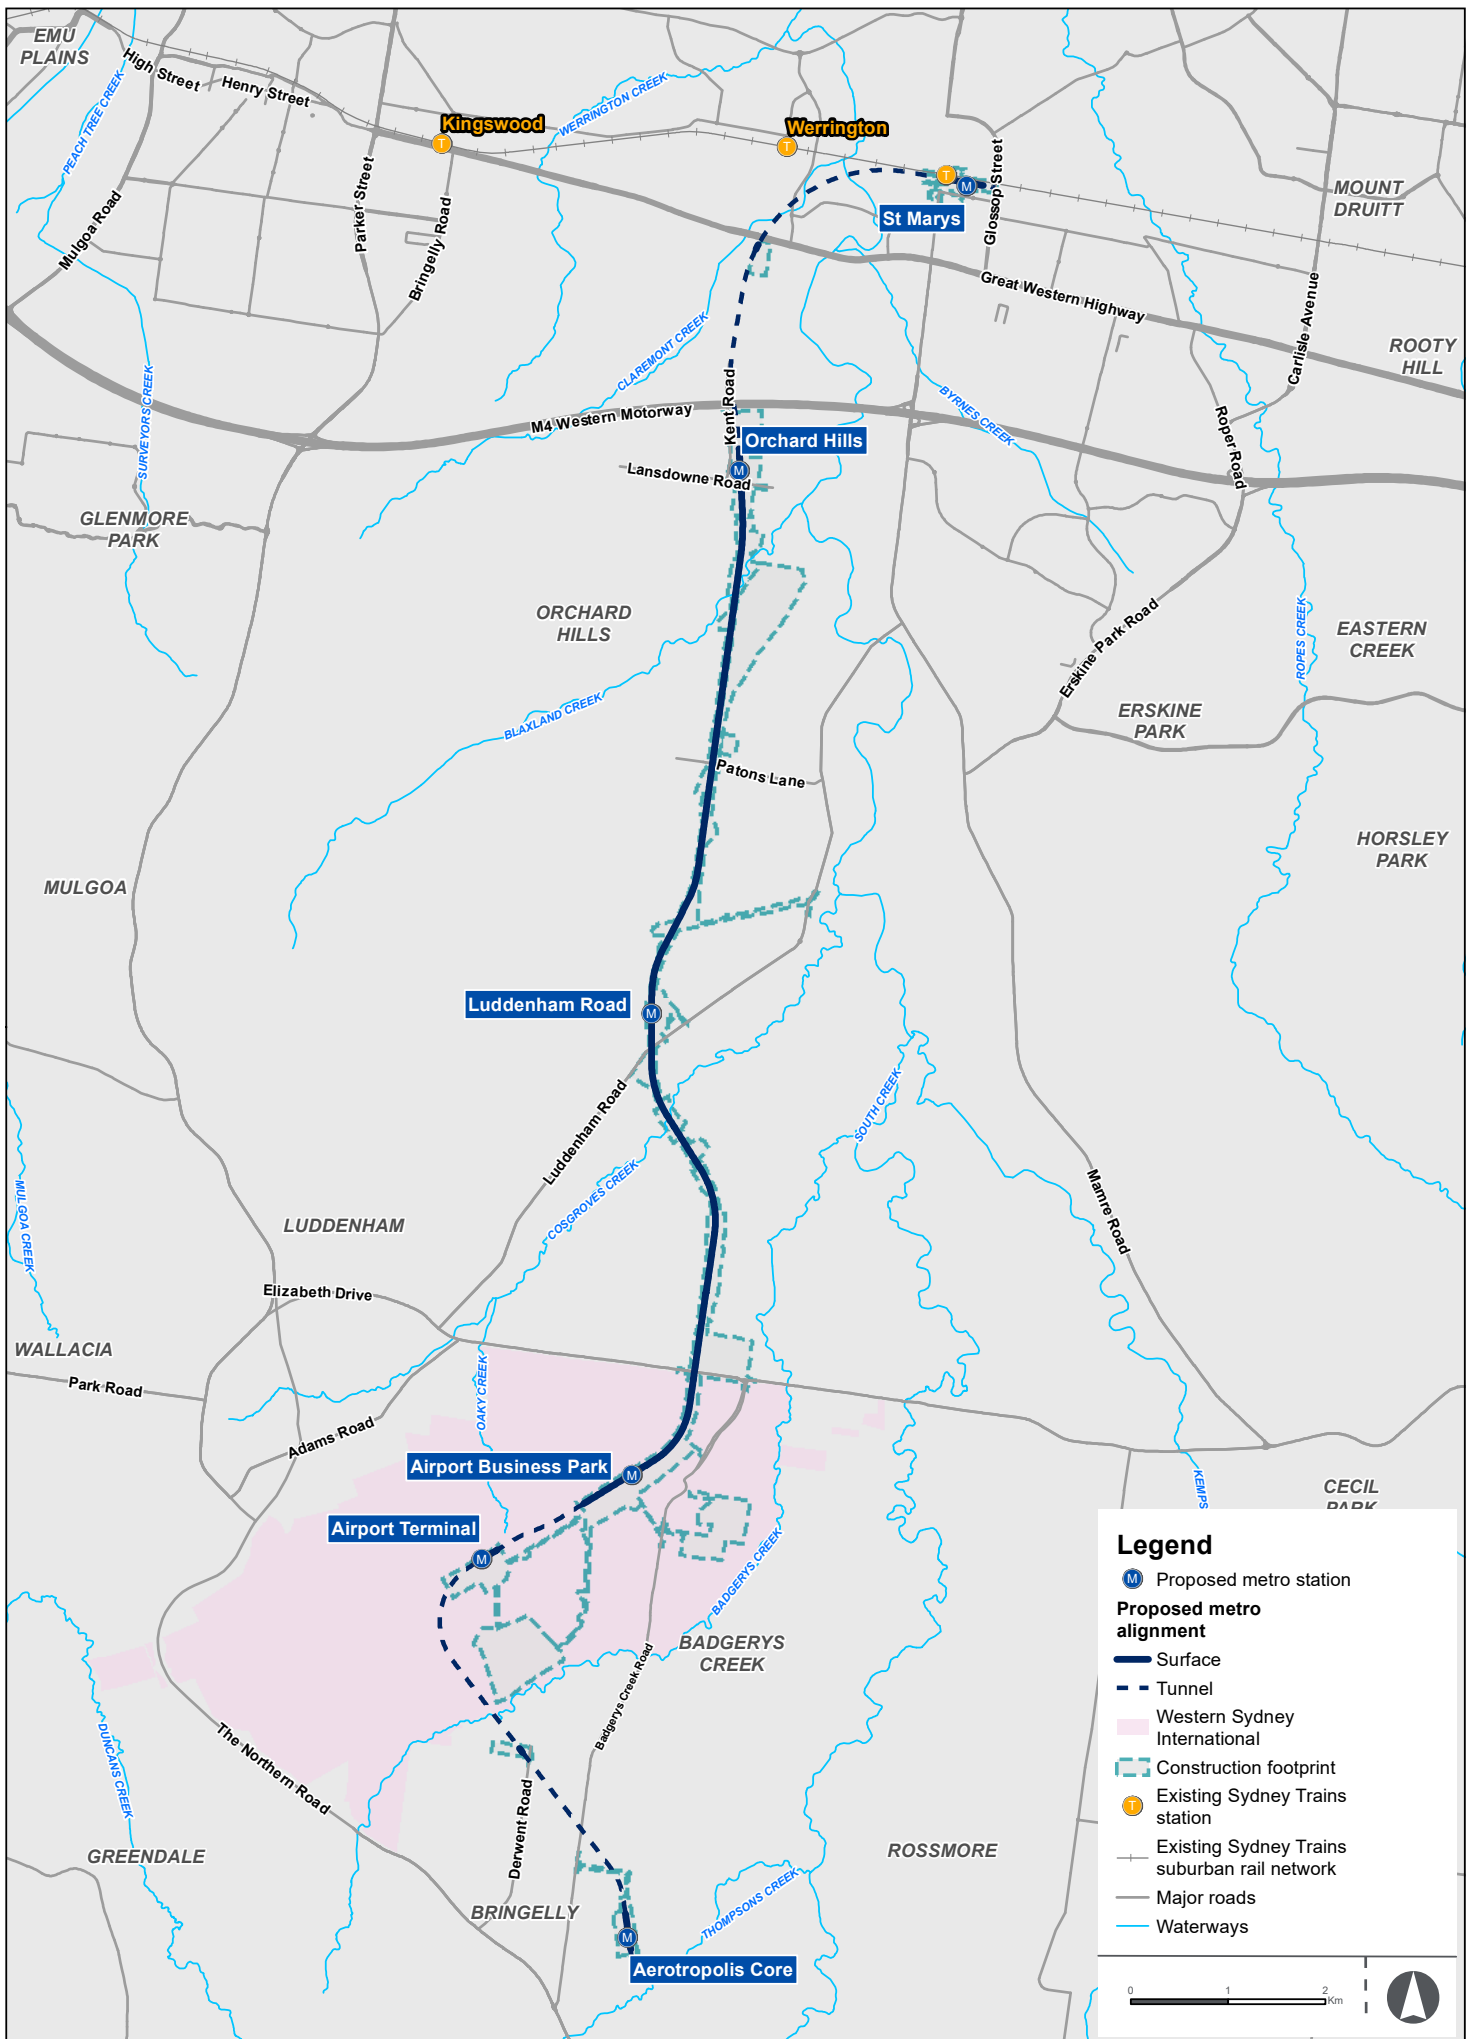 EMU
PLAINS
High Street
Henry Street
PEACH TREE CREEK
Kingswood
WERRINGTON CREEK
Werrington
T
T
T
M
St Marys
Glossop Street
MOUNT
DRUITT
Mulgoa Road
Parker Street
Bringelly Road
Great Western Highway
Carlisle Avenue
ROOTY
HILL
CLAREMONT CREEK
SURVEYORS CREEK
Kent Road
M4 Western Motorway
BYRNES CREEK
Orchard Hills
M
Lansdowne Road
Roper Road
GLENMORE
PARK
ORCHARD
HILLS
Erskine Park Road
ROPES CREEK
EASTERN
CREEK
BLAXLAND CREEK
ERSKINE
PARK
Patons Lane
HORSLEY
PARK
MULGOA
Luddenham Road
M
Luddenham Road
SOUTH CREEK
COSGROVES CREEK
MULGOA CREEK
LUDDENHAM
Mamre Road
Elizabeth Drive
WALLACIA
Park Road
OAKY CREEK
Adams Road
Airport Business Park
M
KEMPS
CECIL
PARK
Airport Terminal
M
BADGERYS CREEK
BADGERYS
CREEK
Badgerys Creek Road
DUNCANS CREEK
The Northern Road
Derwent Road
GREENDALE
ROSSMORE
BRINGELLY
THOMPSONS CREEK
M
Aerotropolis Core
Legend
M Proposed metro station
Proposed metro
alignment
Surface
Tunnel
Western Sydney
International
Construction footprint
T Existing Sydney Trains
station
Existing Sydney Trains
suburban rail network
Major roads
Waterways
0 1 2
Km